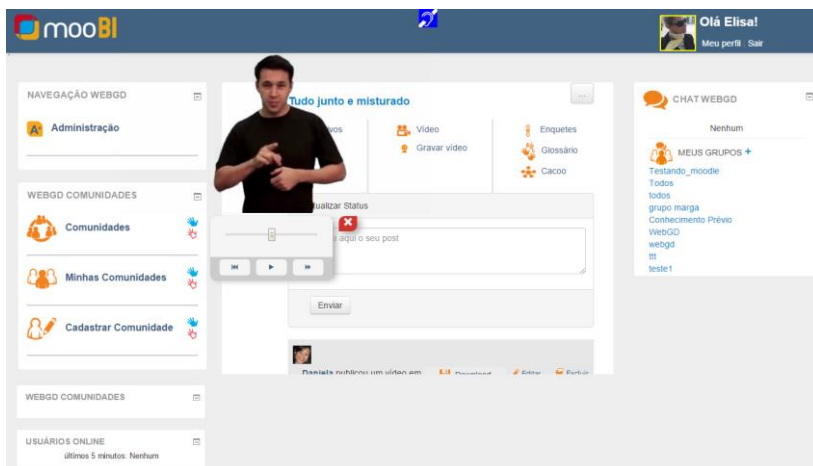 mooBI
Olá Elisa!
Meu perfil Sair
NAVEGAÇÃO WEBGD
Administração
WEBGD COMUNIDADES
Comunidades
Minhas Comunidades
Cadastrar Comunidade
WEBGD COMUNIDADES
USUÁRIOS ONLINE
últimos 5 minutos: Nenhum
Tudo junto e misturado
...
Vídeo
Gravar vídeo
Enquetes
Glossário
Cacoo
Status
aqui o seu post
Enviar
Daniela publicou um vídeo em
Download
Editar
Excluir
CHAT WEBGD
Nenhum
MEUS GRUPOS +
Testando_moodle
Todos
todos
grupo marga
Conhecimento Prévio
WebGD
webgd
ttt
teste1